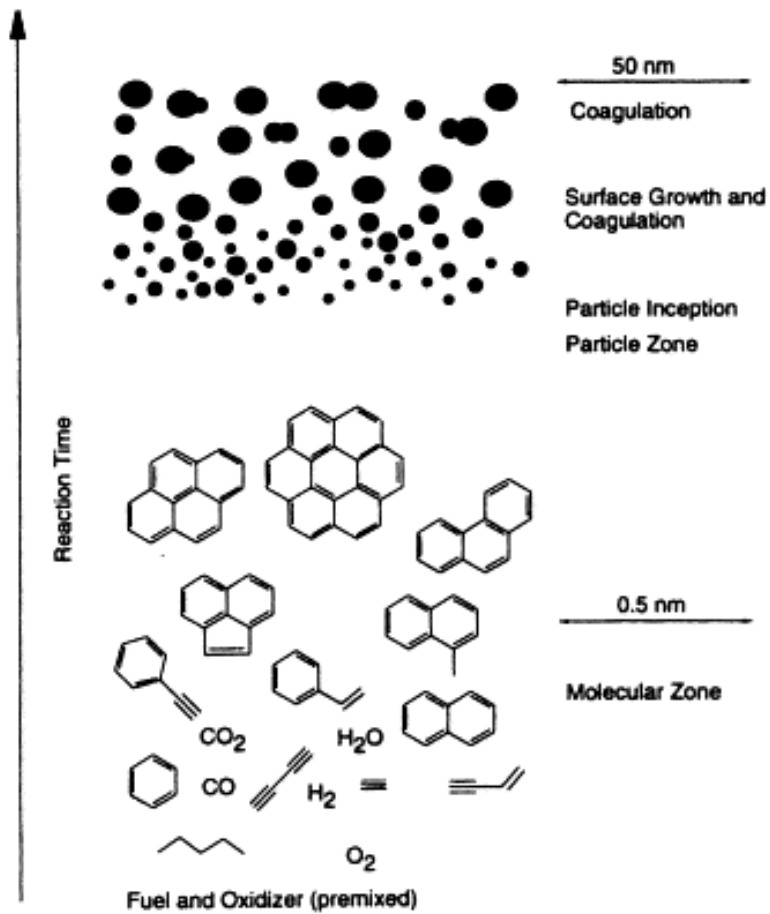 50 nm
Coagulation
Surface Growth and
Coagulation
Particle Inception
Particle Zone
Reaction Time
0.5 nm
Molecular Zone
CO2
H2O
CO
H2
O2
Fuel and Oxidizer (premixed)